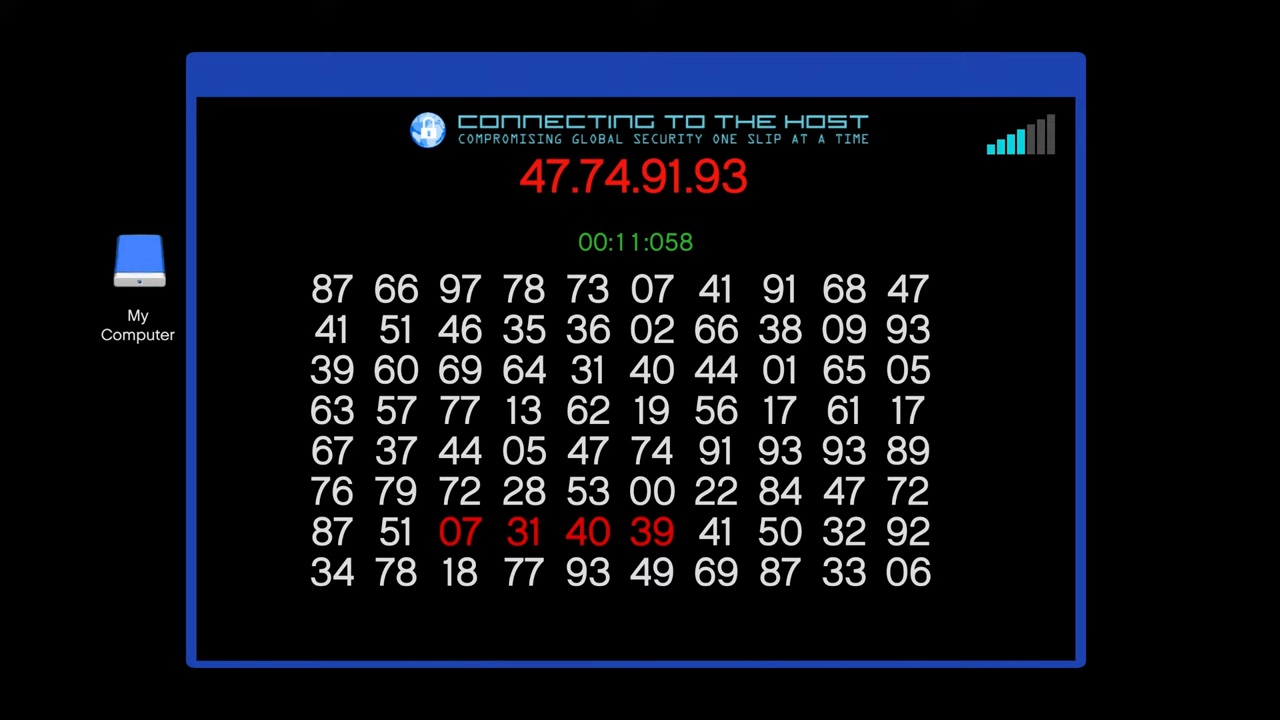 CONNECTING TO THE HOST
COMPROMISING GLOBAL SECURITY ONE SLIP AT A TIME
47.74.91.93
00:11:058
87 66 97 78 73 07 41 91 68 47
41 51 46 35 36 02 66 38 09 93
39 60 69 64 31 40 44 01 65 05
63 57 77 13 62 19 56 17 61 17
67 37 44 05 47 74 91 93 93 89
76 79 72 28 53 00 22 84 47 72
87 51 07 31 40 39 41 50 32 92
34 78 18 77 93 49 69 87 33 06
My
Computer